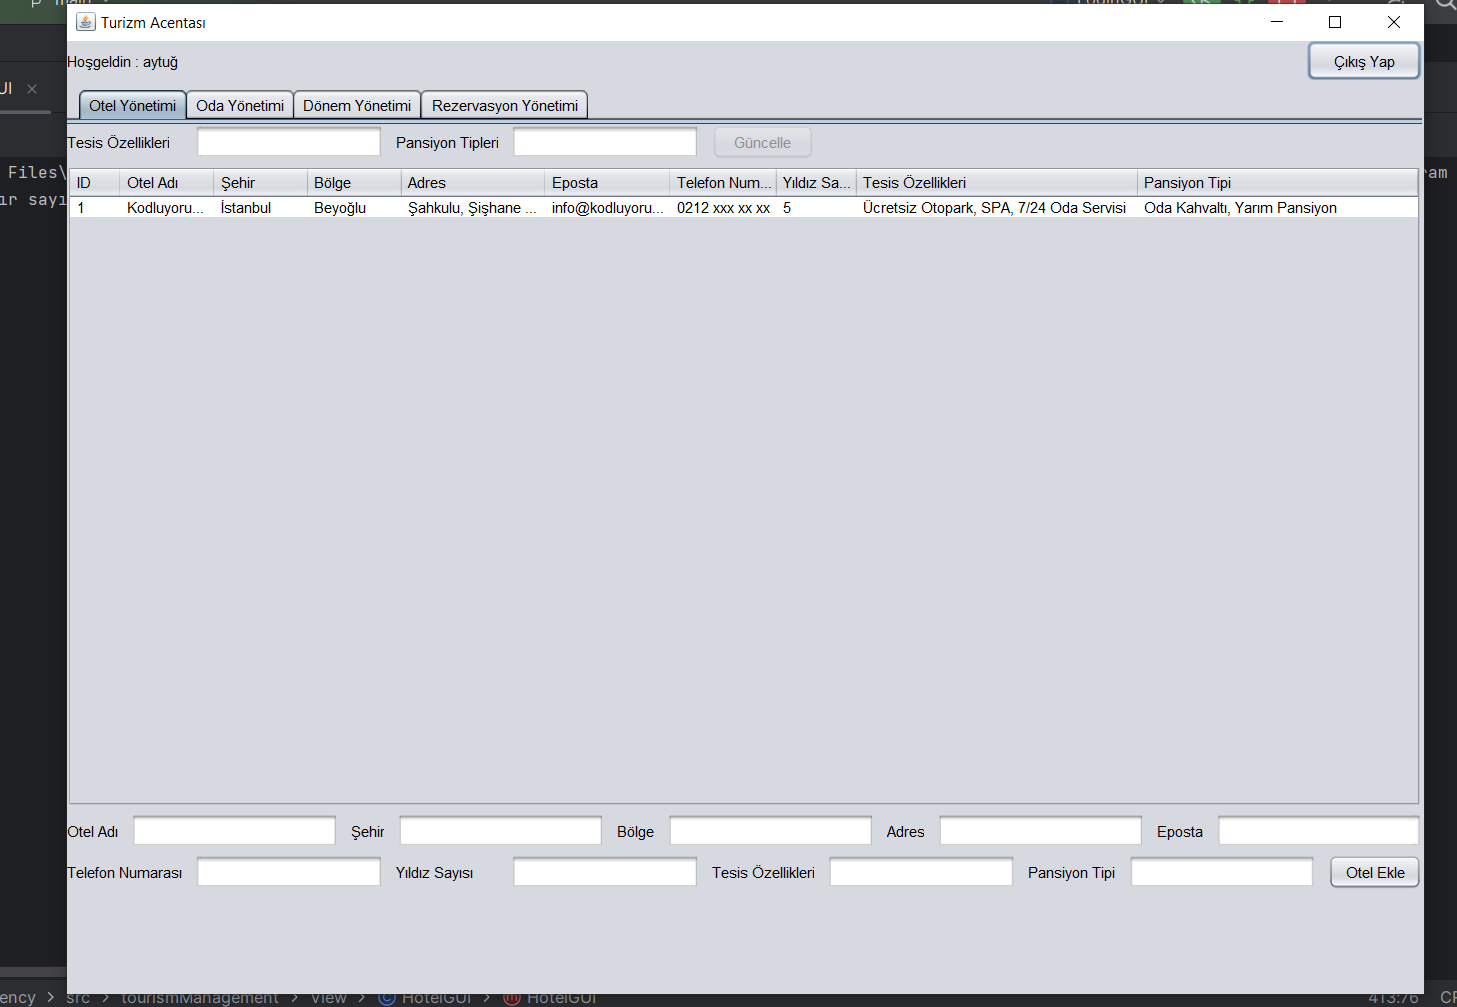 main
Turizm Acentası
Hoşgeldin : aytuğ
Çıkış Yap
UI
Otel Yönetimi Oda Yönetimi Dönem Yönetimi Rezervasyon Yönetimi
Tesis Özellikleri Pansiyon Tipleri Güncelle
Files\
ID Otel Adı Şehir Bölge Adres Eposta Telefon Num... Yıldız Sa... Tesis Özellikleri Pansiyon Tipi
ır sayı
1 Kodluyoru... İstanbul Beyoğlu Şahkulu, Şişhane ... info@kodluyoru... 0212 xxx xx xx 5 Ücretsiz Otopark, SPA, 7/24 Oda Servisi Oda Kahvaltı, Yarım Pansiyon
Otel Adı Şehir Bölge Adres Eposta
Telefon Numarası Yıldız Sayısı Tesis Özellikleri Pansiyon Tipi Otel Ekle
ency > src > tourismManagement > View > HotelGUI > HotelGUI 413:76